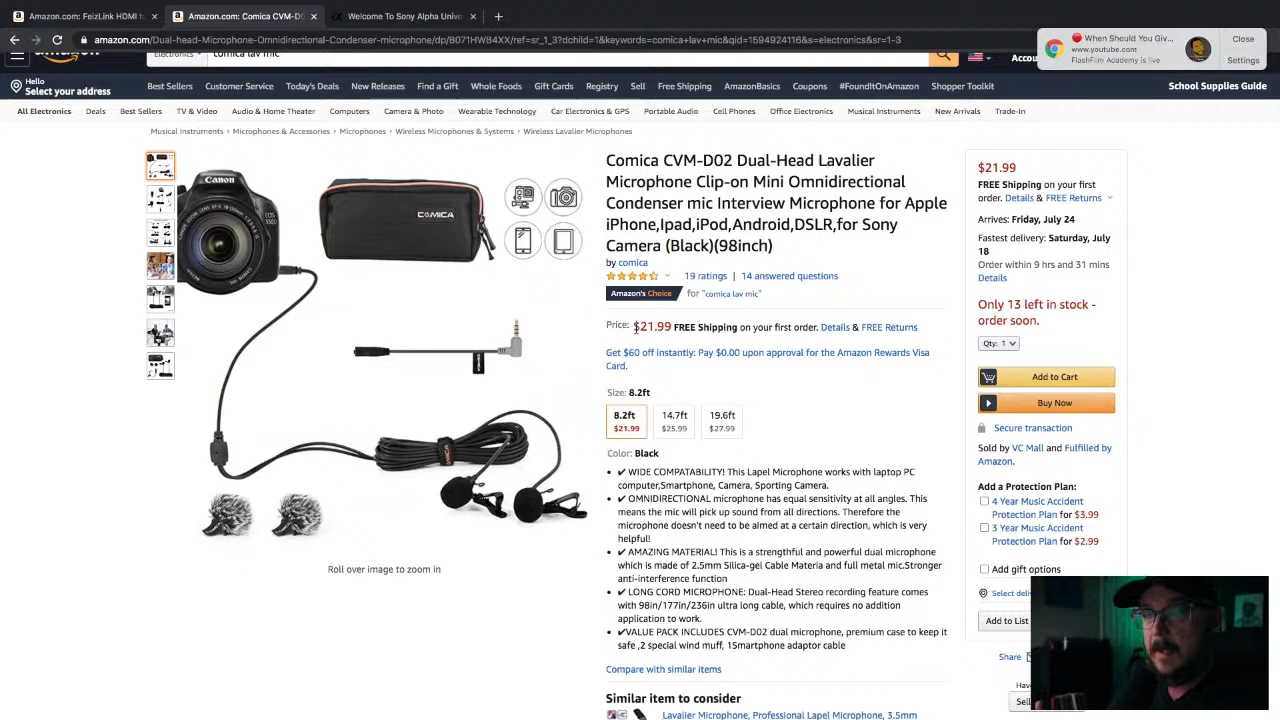 Amazon.com: FeizLink HDMI t
Amazon.com: Comica CVM-D0
Welcome To Sony Alpha Unive
amazon.com/Dual-head-Microphone-Omnidirectional-Condenser-microphone/dp/B071HWB4XX/ref=sr_1_3?dchild=1&keywords=comica+lav+mic&qid=1594924116&s=electronics&sr=1-3
When Should You Giv...
www.youtube.com
FlashFilm Academy is live
Close
Settings
Electronics
comica lav mic
Accou
Hello
Select your address
Best Sellers
Customer Service
Today's Deals
New Releases
Find a Gift
Whole Foods
Gift Cards
Registry
Sell
Free Shipping
AmazonBasics
Coupons
#FoundItOnAmazon
Shopper Toolkit
School Supplies Guide
All Electronics
Deals
Best Sellers
TV & Video
Audio & Home Theater
Computers
Camera & Photo
Wearable Technology
Car Electronics & GPS
Portable Audio
Cell Phones
Office Electronics
Musical Instruments
New Arrivals
Trade-In
Musical Instruments › Microphones & Accessories › Microphones › Wireless Microphones & Systems › Wireless Lavalier Microphones
Canon
COMICA
Roll over image to zoom in
Comica CVM-D02 Dual-Head Lavalier
Microphone Clip-on Mini Omnidirectional
Condenser mic Interview Microphone for Apple
iPhone,Ipad,iPod,Android,DSLR,for Sony
Camera (Black)(98inch)
by comica
19 ratings | 14 answered questions
Amazon's Choice for "comica lav mic"
Price: $21.99 FREE Shipping on your first order. Details & FREE Returns
Get $60 off instantly: Pay $0.00 upon approval for the Amazon Rewards Visa
Card.
Size: 8.2ft
8.2ft
$21.99
14.7ft
$25.99
19.6ft
$27.99
Color: Black
• ✔ WIDE COMPATABILITY! This Lapel Microphone works with laptop PC
computer,Smartphone, Camera, Sporting Camera.
• ✔ OMNIDIRECTIONAL microphone has equal sensitivity at all angles. This
means the mic will pick up sound from all directions. Therefore the
microphone doesn't need to be aimed at a certain direction, which is very
helpful!
• ✔ AMAZING MATERIAL! This is a strengthful and powerful dual microphone
which is made of 2.5mm Silica-gel Cable Materia and full metal mic.Stronger
anti-interference function
• ✔ LONG CORD MICROPHONE: Dual-Head Stereo recording feature comes
with 98in/177in/236in ultra long cable, which requires no addition
application to work.
• ✔VALUE PACK INCLUDES CVM-D02 dual microphone, premium case to keep it
safe ,2 special wind muff, 1Smartphone adaptor cable
Compare with similar items
Similar item to consider
Lavalier Microphone, Professional Lapel Microphone, 3.5mm
$21.99
FREE Shipping on your first
order. Details & FREE Returns
Arrives: Friday, July 24
Fastest delivery: Saturday, July
18
Order within 9 hrs and 31 mins
Details
Only 13 left in stock -
order soon.
Qty: 1
Add to Cart
Buy Now
Secure transaction
Sold by VC Mall and Fulfilled by
Amazon.
Add a Protection Plan:
4 Year Music Accident
Protection Plan for $3.99
3 Year Music Accident
Protection Plan for $2.99
Add gift options
Select deli
Add to List
Share
Hav
Sell